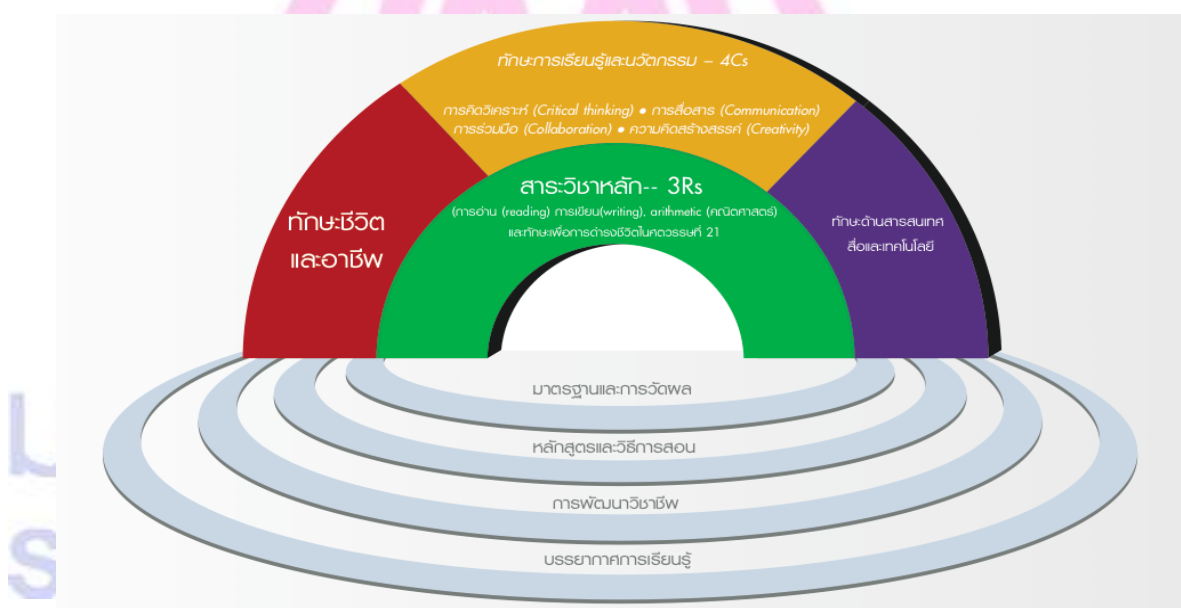 ทักษะการเรียนรู้และนวัตกรรม – 4Cs
การคิดวิเคราะห์ (Critical thinking) ● การสื่อสาร (Communication)
การร่วมมือ (Collaboration) ● ความคิดสร้างสรรค์ (Creativity)
สาระวิชาหลัก-- 3Rs
(การอ่าน (reading) การเขียน(writing), arithmetic (คณิตศาสตร์)
และทักษะเพื่อการดำรงชีวิตในศตวรรษที่ 21
ทักษะชีวิต
และอาชีพ
ทักษะด้านสารสนเทศ
สื่อและเทคโนโลยี
มาตรฐานและการวัดผล
หลักสูตรและวิธีการสอน
การพัฒนาวิชาชีพ
บรรยากาศการเรียนรู้